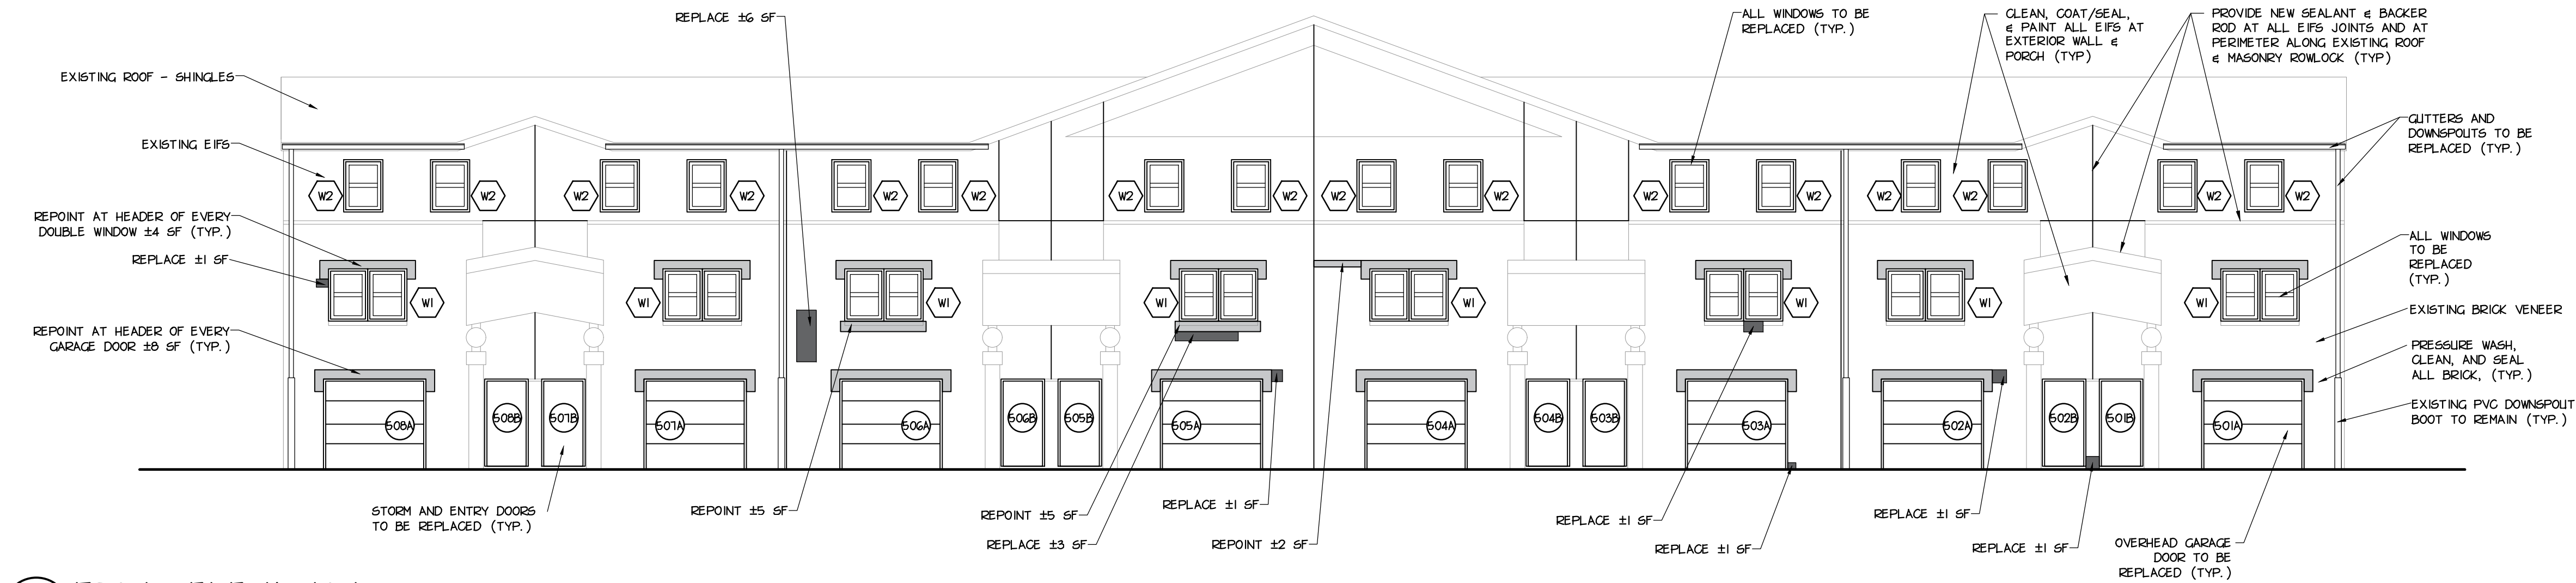 REPLACE ±6 SF
ALL WINDOWS TO BE
REPLACED (TYP.)
CLEAN, COAT/SEAL,
& PAINT ALL EIFS AT
EXTERIOR WALL &
PORCH (TYP)
PROVIDE NEW SEALANT & BACKER
ROD AT ALL EIFS JOINTS AND AT
PERIMETER ALONG EXISTING ROOF
& MASONRY ROWLOCK (TYP)
EXISTING ROOF - SHINGLES
EXISTING EIFS
GUTTERS AND
DOWNSPOUTS TO BE
REPLACED (TYP.)
W2 W2 W2 W2 W2 W2 W2 W2 W2 W2 W2 W2 W2 W2 W2 W2
REPOINT AT HEADER OF EVERY
DOUBLE WINDOW ±4 SF (TYP.)
REPLACE ±1 SF
ALL WINDOWS
TO BE
REPLACED
(TYP.)
W1 W1 W1 W1 W1 W1 W1 W1
EXISTING BRICK VENEER
REPOINT AT HEADER OF EVERY
GARAGE DOOR ±8 SF (TYP.)
PRESSURE WASH,
CLEAN, AND SEAL
ALL BRICK, (TYP.)
EXISTING PVC DOWNSPOUT
BOOT TO REMAIN (TYP.)
508A 508B 507B 507A 506A 506B 505B 505A 504A 504B 503B 503A 502A 502B 501B 501A
STORM AND ENTRY DOORS
TO BE REPLACED (TYP.)
REPOINT ±5 SF
REPOINT ±5 SF
REPLACE ±3 SF
REPLACE ±1 SF
REPOINT ±2 SF
REPLACE ±1 SF
REPLACE ±1 SF
REPLACE ±1 SF
REPLACE ±1 SF
OVERHEAD GARAGE
DOOR TO BE
REPLACED (TYP.)